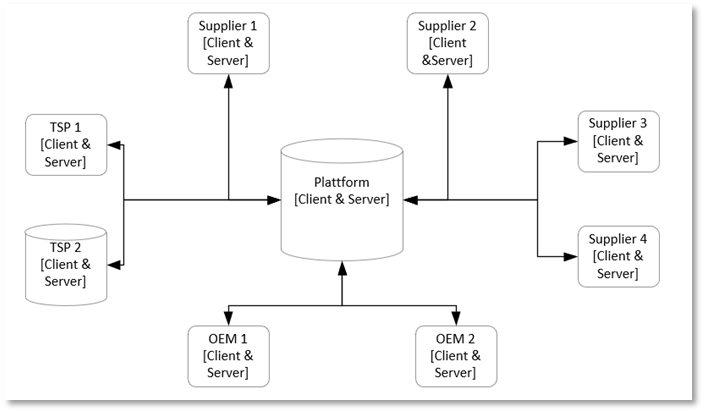 Supplier 1
[Client &
Server]
Supplier 2
[Client
&Server]
TSP 1
[Client &
Server]
Supplier 3
[Client &
Server]
Plattform
[Client & Server]
TSP 2
[Client &
Server]
Supplier 4
[Client &
Server]
OEM 1
[Client &
Server]
OEM 2
[Client &
Server]